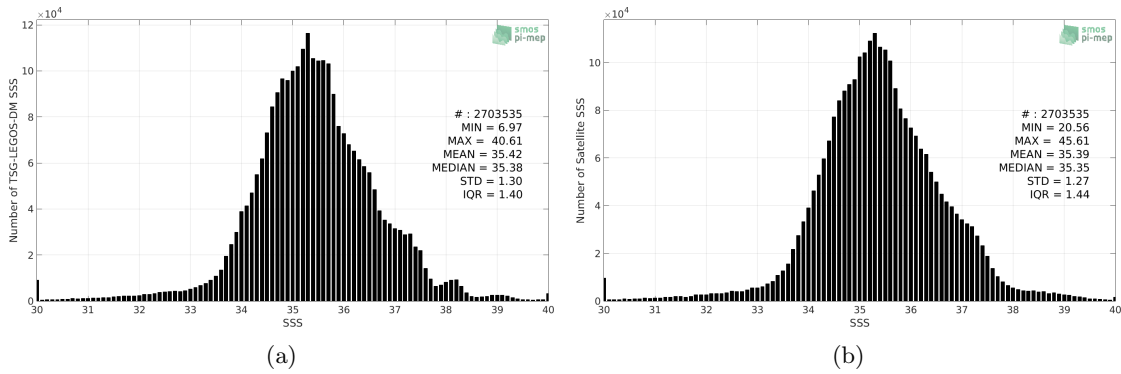 ×10⁴
12
10
8
6
4
2
0
Number of TSG-LEGOS-DM SSS
smos
pi-mep
# : 2703535
MIN = 6.97
MAX = 40.61
MEAN = 35.42
MEDIAN = 35.38
STD = 1.30
IQR = 1.40
30 31 32 33 34 35 36 37 38 39 40
SSS
(a)
×10⁴
10
8
6
4
2
0
Number of Satellite SSS
smos
pi-mep
# : 2703535
MIN = 20.56
MAX = 45.61
MEAN = 35.39
MEDIAN = 35.35
STD = 1.27
IQR = 1.44
30 31 32 33 34 35 36 37 38 39 40
SSS
(b)